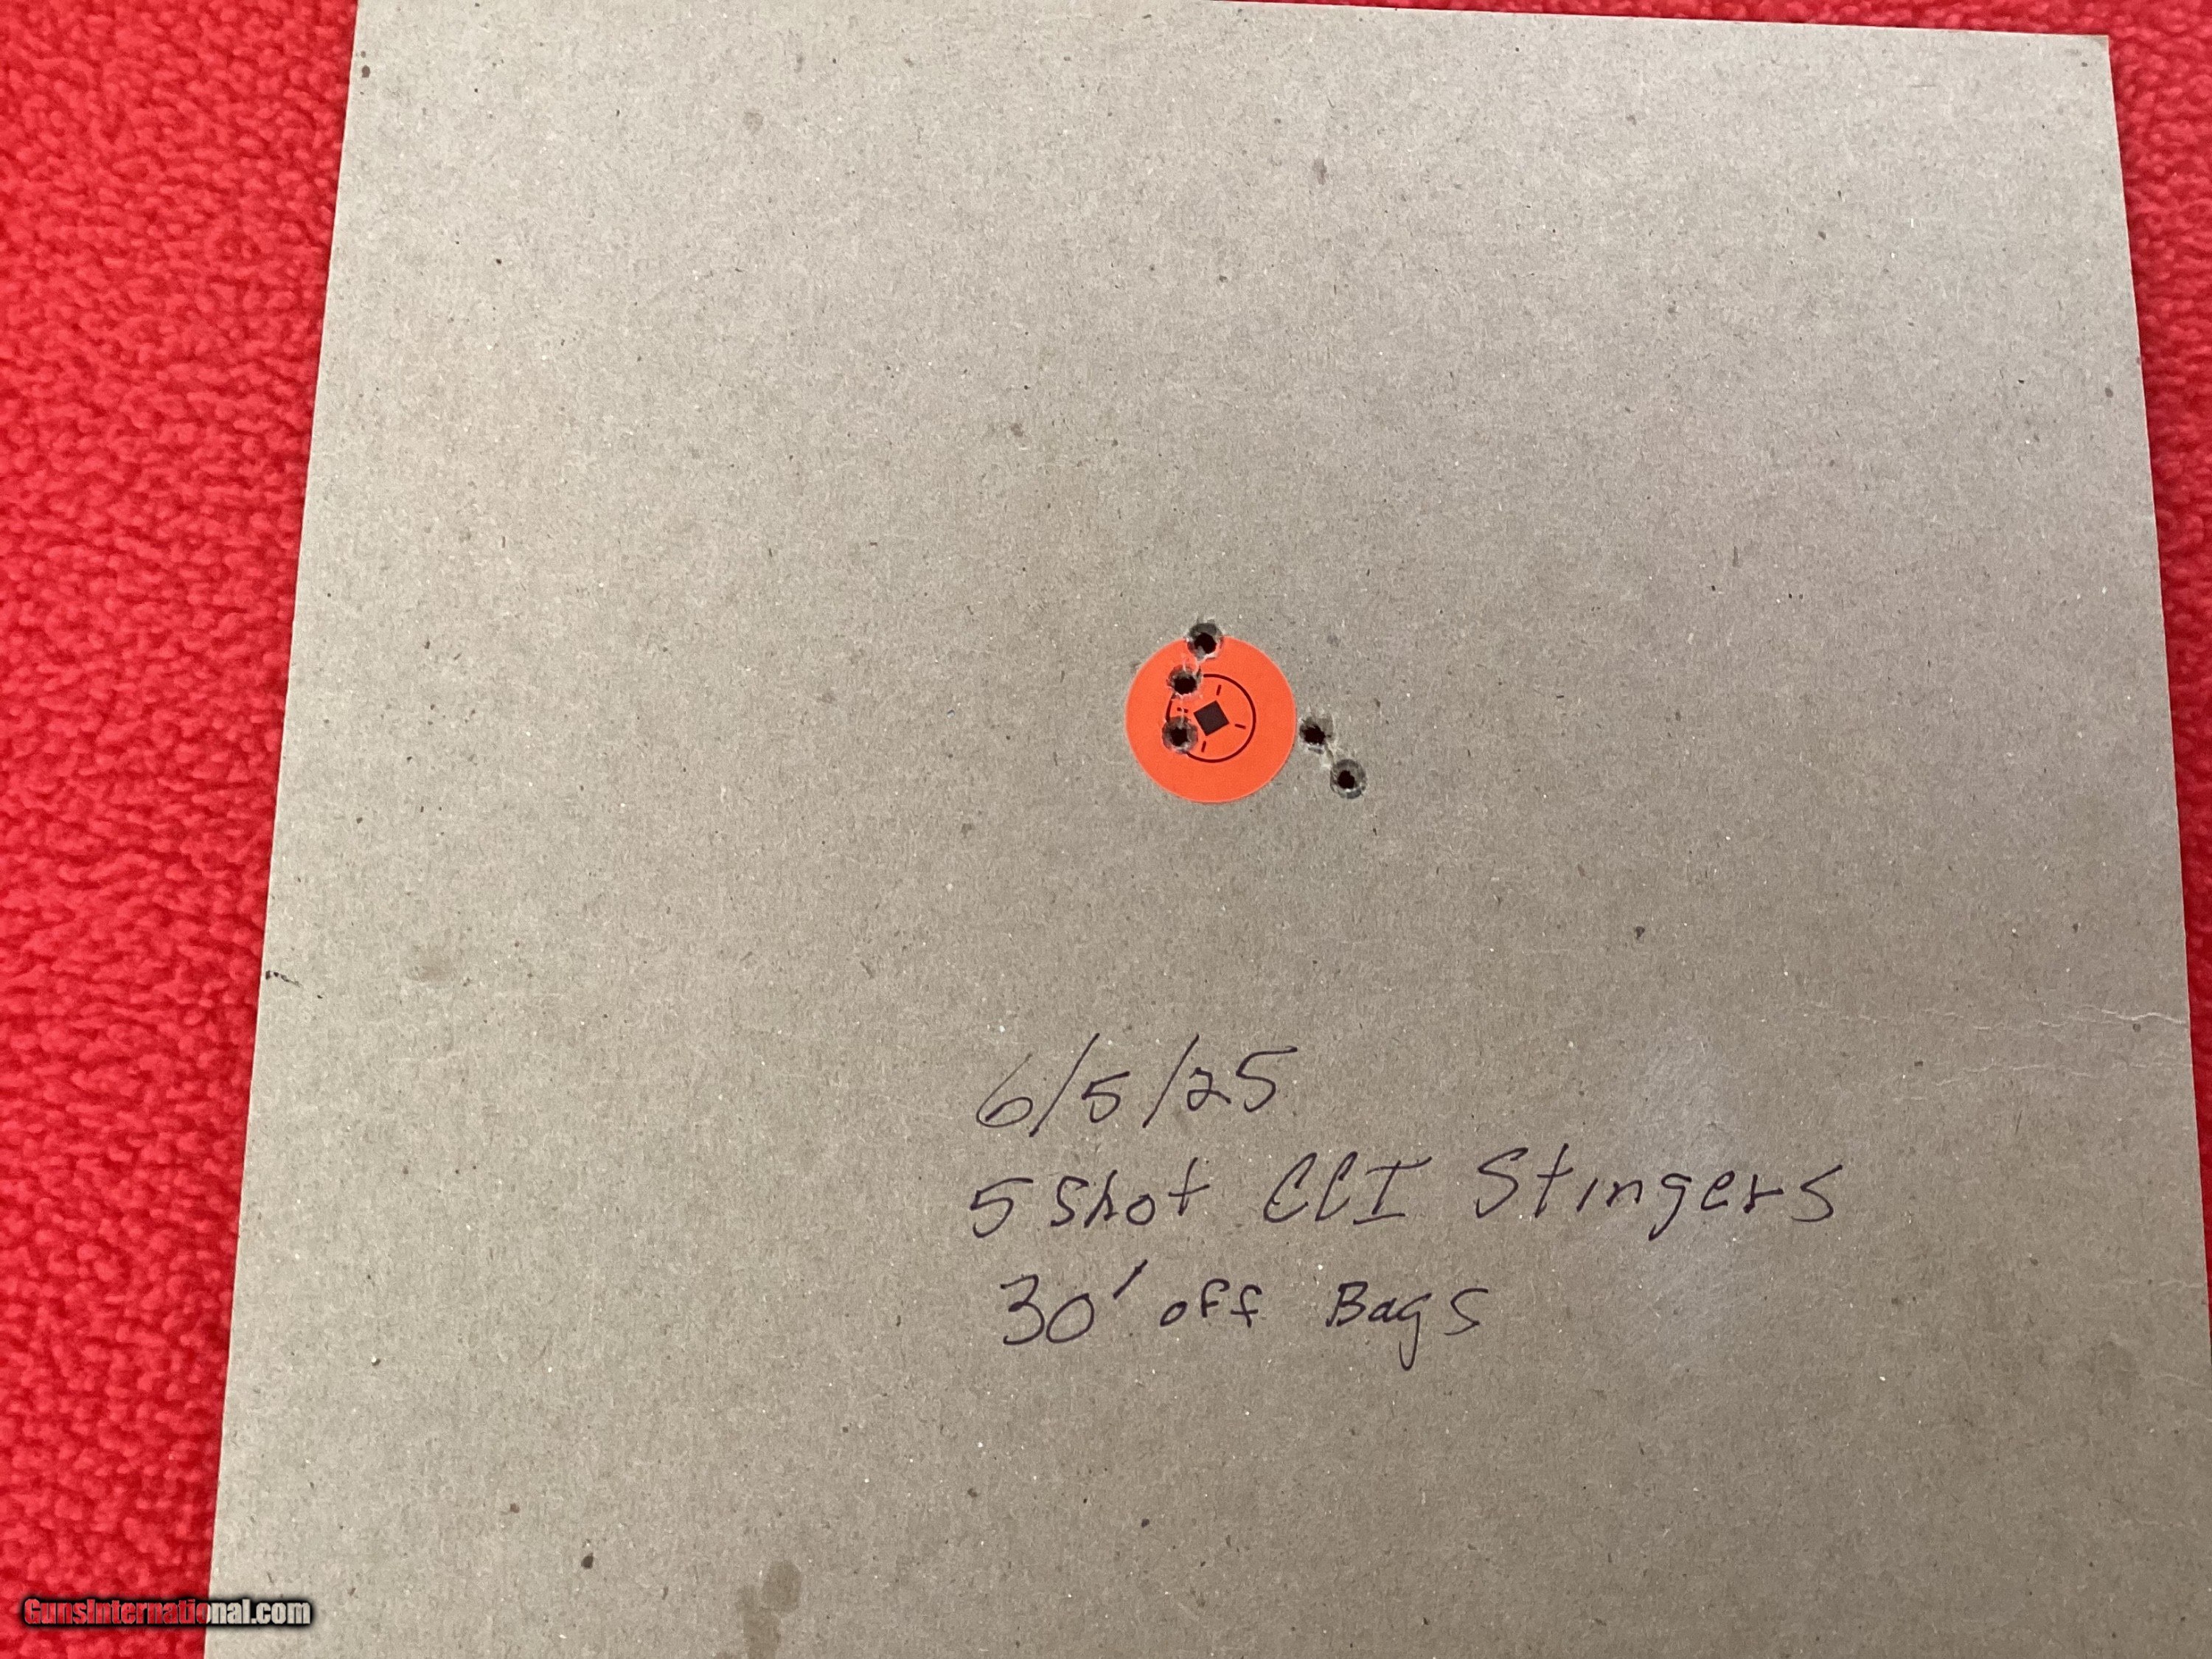 6/5/25
5 Shot CCI Stingers
30' off Bags
GunsInternational.com